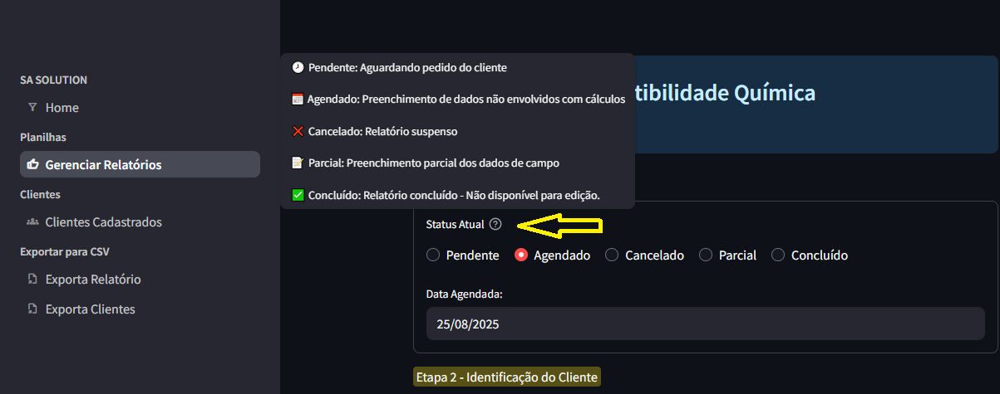 SA SOLUTION
Home
Planilhas
Gerenciar Relatórios
Clientes
Clientes Cadastrados
Exportar para CSV
Exporta Relatório
Exporta Clientes
Pendente: Aguardando pedido do cliente
Agendado: Preenchimento de dados não envolvidos com cálculos
Cancelado: Relatório suspenso
Parcial: Preenchimento parcial dos dados de campo
Concluído: Relatório concluído - Não disponível para edição.
tibilidade Química
Status Atual ?
Pendente Agendado Cancelado Parcial Concluído
Data Agendada:
25/08/2025
Etapa 2 - Identificação do Cliente